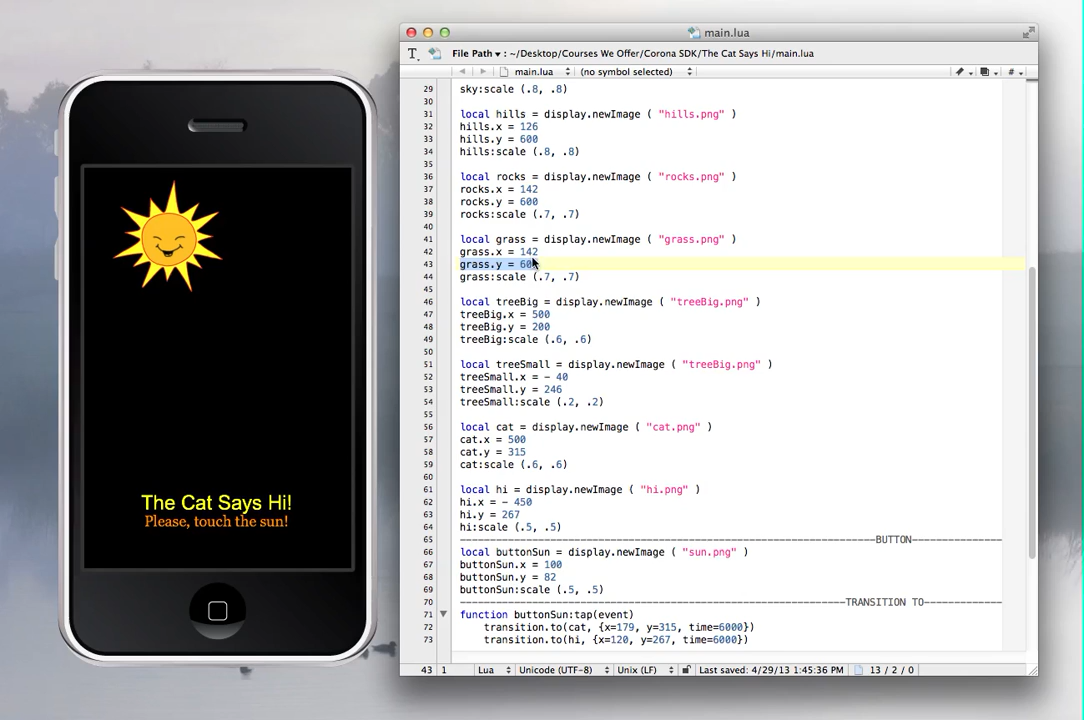 main.lua
File Path ▾ : ~/Desktop/Courses We Offer/Corona SDK/The Cat Says Hi/main.lua
main.lua (no symbol selected)
29 sky:scale (.8, .8)
30
31 local hills = display.newImage ( "hills.png" )
32 hills.x = 126
33 hills.y = 600
34 hills:scale (.8, .8)
35
36 local rocks = display.newImage ( "rocks.png" )
37 rocks.x = 142
38 rocks.y = 600
39 rocks:scale (.7, .7)
40
41 local grass = display.newImage ( "grass.png" )
42 grass.x = 142
43 grass.y = 600
44 grass:scale (.7, .7)
45
46 local treeBig = display.newImage ( "treeBig.png" )
47 treeBig.x = 500
48 treeBig.y = 200
49 treeBig:scale (.6, .6)
50
51 local treeSmall = display.newImage ( "treeBig.png" )
52 treeSmall.x = - 40
53 treeSmall.y = 246
54 treeSmall:scale (.2, .2)
55
56 local cat = display.newImage ( "cat.png" )
57 cat.x = 500
58 cat.y = 315
59 cat:scale (.6, .6)
60
61 local hi = display.newImage ( "hi.png" )
62 hi.x = - 450
63 hi.y = 267
64 hi:scale (.5, .5)
65 ----------BUTTON----------
66 local buttonSun = display.newImage ( "sun.png" )
67 buttonSun.x = 100
68 buttonSun.y = 82
69 buttonSun:scale (.5, .5)
70 ----------TRANSITION TO----------
71 function buttonSun:tap(event)
72 transition.to(cat, {x=179, y=315, time=6000})
73 transition.to(hi, {x=120, y=267, time=6000})
43 1 Lua Unicode (UTF-8) Unix (LF) Last saved: 4/29/13 1:45:36 PM 13 / 2 / 0
The Cat Says Hi!
Please, touch the sun!